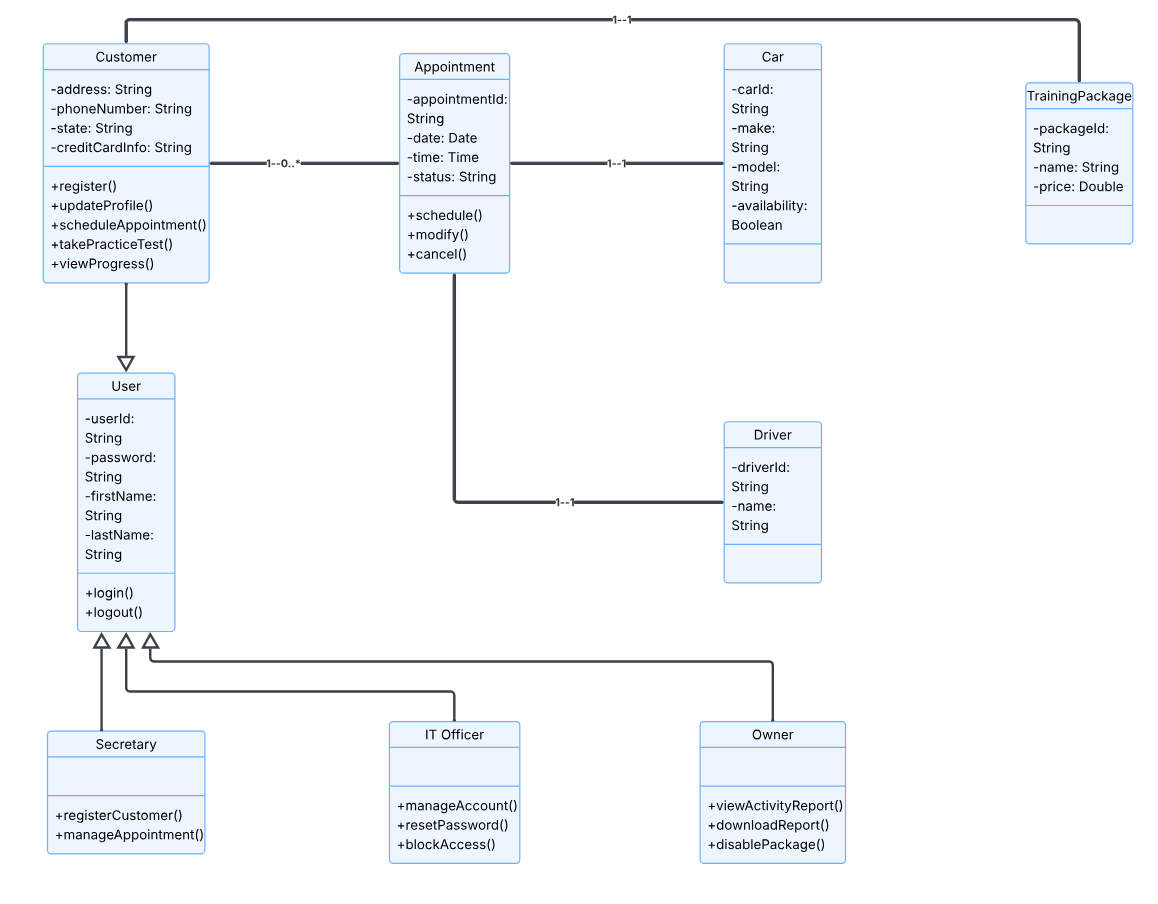 1--1
Customer
-address: String
-phoneNumber: String
-state: String
-creditCardInfo: String
+register()
+updateProfile()
+scheduleAppointment()
+takePracticeTest()
+viewProgress()
1--0..*
Appointment
-appointmentId:
String
-date: Date
-time: Time
-status: String
+schedule()
+modify()
+cancel()
1--1
Car
-carId:
String
-make:
String
-model:
String
-availability:
Boolean
TrainingPackage
-packageId:
String
-name: String
-price: Double
User
-userId:
String
-password:
String
-firstName:
String
-lastName:
String
+login()
+logout()
1--1
Driver
-driverId:
String
-name:
String
Secretary
+registerCustomer()
+manageAppointment()
IT Officer
+manageAccount()
+resetPassword()
+blockAccess()
Owner
+viewActivityReport()
+downloadReport()
+disablePackage()